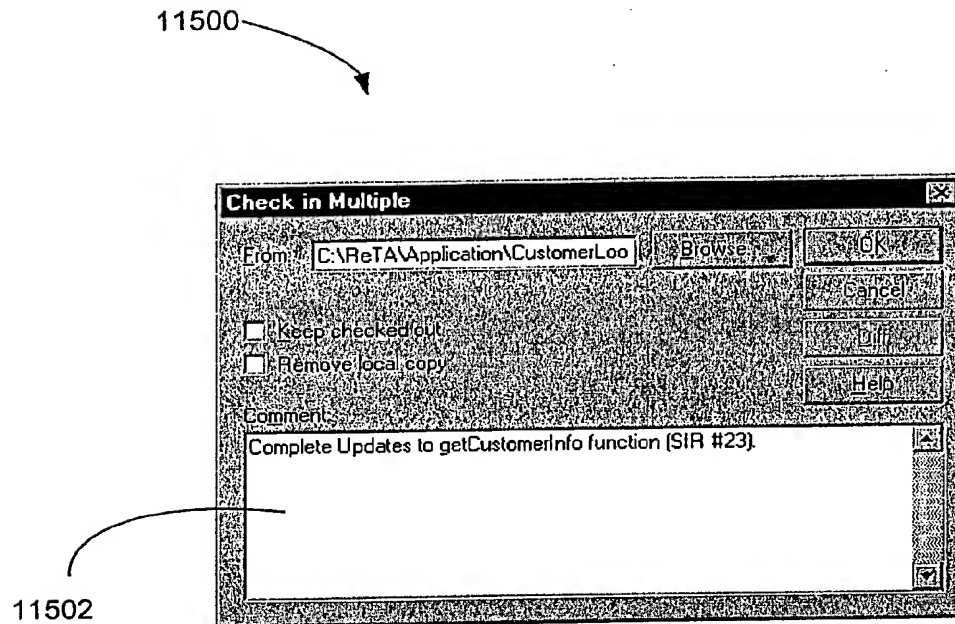 11500
Check in Multiple
From: C:\ReTA\Application\CustomerLoo Browse OK
Cancel
Keep checked out
Diff
Remove local copy
Help
Comment:
Complete Updates to getCustomerInfo function (SIR #23).
11502